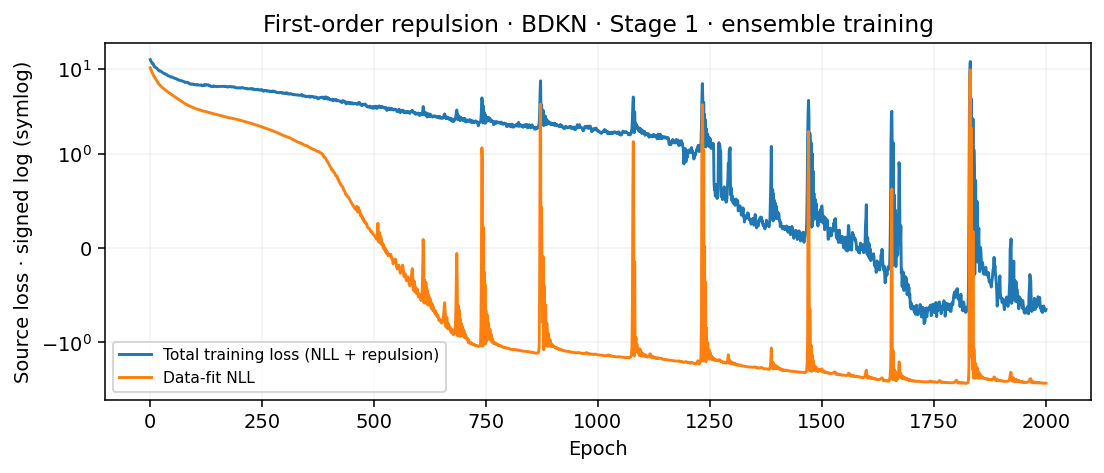 First-order repulsion · BDKN · Stage 1 · ensemble training
Source loss · signed log (symlog)
10¹
10⁰
0
−10⁰
Total training loss (NLL + repulsion)
Data-fit NLL
0 250 500 750 1000 1250 1500 1750 2000
Epoch